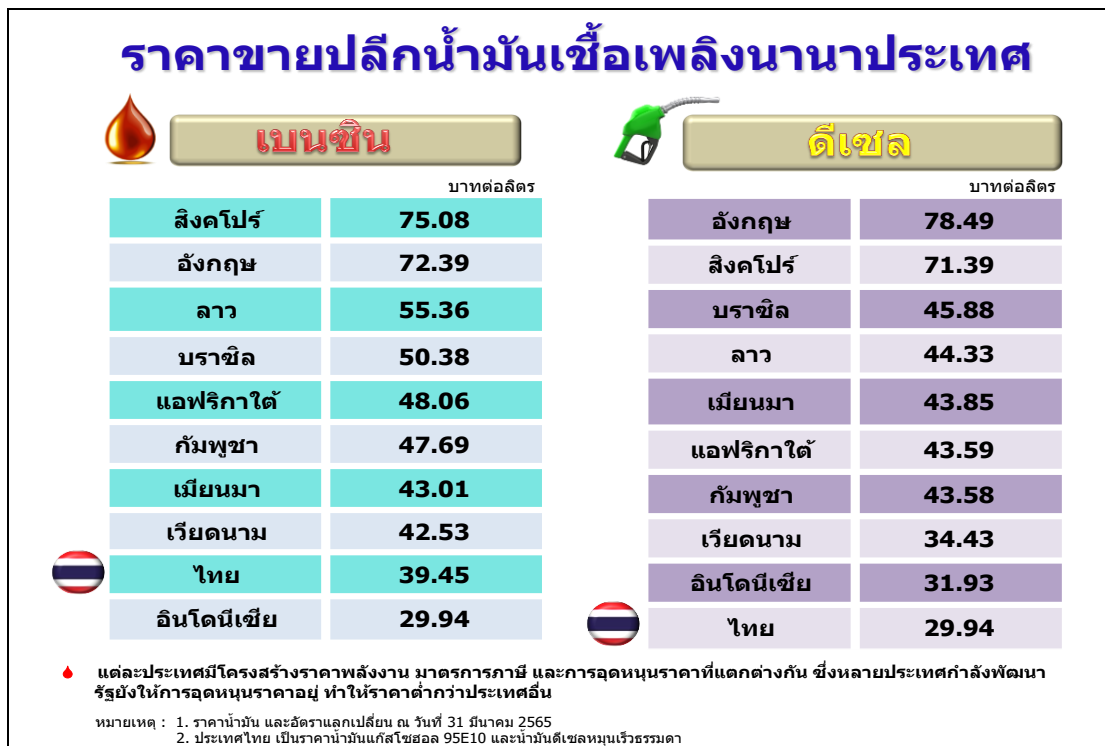 ราคาขายปลีกน้ำมันเชื้อเพลิงนานาประเทศ
เบนซิน
บาทต่อลิตร
สิงคโปร์ 75.08
อังกฤษ 72.39
ลาว 55.36
บราซิล 50.38
แอฟริกาใต้ 48.06
กัมพูชา 47.69
เมียนมา 43.01
เวียดนาม 42.53
ไทย 39.45
อินโดนีเซีย 29.94
ดีเซล
บาทต่อลิตร
อังกฤษ 78.49
สิงคโปร์ 71.39
บราซิล 45.88
ลาว 44.33
เมียนมา 43.85
แอฟริกาใต้ 43.59
กัมพูชา 43.58
เวียดนาม 34.43
อินโดนีเซีย 31.93
ไทย 29.94
แต่ละประเทศมีโครงสร้างราคาพลังงาน มาตรการภาษี และการอุดหนุนราคาที่แตกต่างกัน ซึ่งหลายประเทศกำลังพัฒนา
รัฐยังให้การอุดหนุนราคาอยู่ ทำให้ราคาต่ำกว่าประเทศอื่น
หมายเหตุ : 1. ราคาน้ำมัน และอัตราแลกเปลี่ยน ณ วันที่ 31 มีนาคม 2565
2. ประเทศไทย เป็นราคาน้ำมันแก๊สโซฮอล 95E10 และน้ำมันดีเซลหมุนเร็วธรรมดา